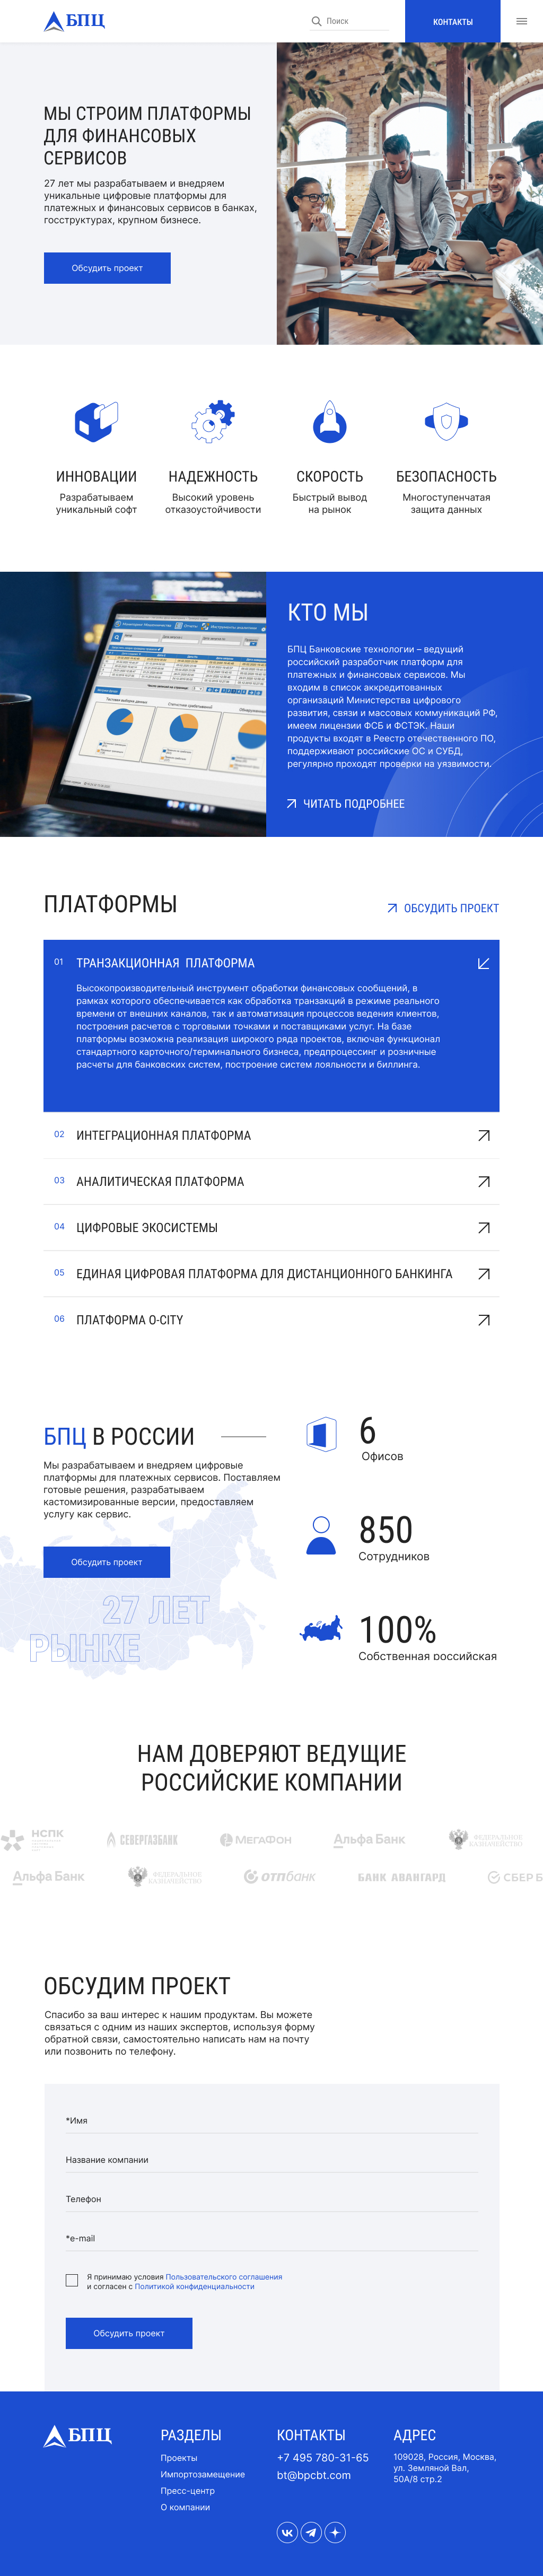 БПЦ
Поиск
КОНТАКТЫ
МЫ СТРОИМ ПЛАТФОРМЫ
ДЛЯ ФИНАНСОВЫХ
СЕРВИСОВ
27 лет мы разрабатываем и внедряем
уникальные цифровые платформы для
платежных и финансовых сервисов в банках,
госструктурах, крупном бизнесе.
Обсудить проект
ИННОВАЦИИ
Разрабатываем
уникальный софт
НАДЕЖНОСТЬ
Высокий уровень
отказоустойчивости
СКОРОСТЬ
Быстрый вывод
на рынок
БЕЗОПАСНОСТЬ
Многоступенчатая
защита данных
КТО МЫ
БПЦ Банковские технологии – ведущий
российский разработчик платформ для
платежных и финансовых сервисов. Мы
входим в список аккредитованных
организаций Министерства цифрового
развития, связи и массовых коммуникаций РФ,
имеем лицензии ФСБ и ФСТЭК. Наши
продукты входят в Реестр отечественного ПО,
поддерживают российские ОС и СУБД,
регулярно проходят проверки на уязвимости.
ЧИТАТЬ ПОДРОБНЕЕ
ПЛАТФОРМЫ
ОБСУДИТЬ ПРОЕКТ
01 ТРАНЗАКЦИОННАЯ ПЛАТФОРМА
Высокопроизводительный инструмент обработки финансовых сообщений, в
рамках которого обеспечивается как обработка транзакций в режиме реального
времени от внешних каналов, так и автоматизация процессов ведения клиентов,
построения расчетов с торговыми точками и поставщиками услуг. На базе
платформы возможна реализация широкого ряда проектов, включая функционал
стандартного карточного/терминального бизнеса, предпроцессинг и розничные
расчеты для банковских систем, построение систем лояльности и биллинга.
02 ИНТЕГРАЦИОННАЯ ПЛАТФОРМА
03 АНАЛИТИЧЕСКАЯ ПЛАТФОРМА
04 ЦИФРОВЫЕ ЭКОСИСТЕМЫ
05 ЕДИНАЯ ЦИФРОВАЯ ПЛАТФОРМА ДЛЯ ДИСТАНЦИОННОГО БАНКИНГА
06 ПЛАТФОРМА O-CITY
БПЦ В РОССИИ
Мы разрабатываем и внедряем цифровые
платформы для платежных сервисов. Поставляем
готовые решения, разрабатываем
кастомизированные версии, предоставляем
услугу как сервис.
Обсудить проект
27 ЛЕТ
РЫНКЕ
6
Офисов
850
Сотрудников
100%
Собственная российская
НАМ ДОВЕРЯЮТ ВЕДУЩИЕ
РОССИЙСКИЕ КОМПАНИИ
НСПК
СЕВЕРГАЗБАНК
МЕГАФОН
Альфа Банк
ФЕДЕРАЛЬНОЕ
КАЗНАЧЕЙСТВО
Альфа Банк
ФЕДЕРАЛЬНОЕ
КАЗНАЧЕЙСТВО
отпбанк
БАНК АВАНГАРД
СБЕР Б
ОБСУДИМ ПРОЕКТ
Спасибо за ваш интерес к нашим продуктам. Вы можете
связаться с одним из наших экспертов, используя форму
обратной связи, самостоятельно написать нам на почту
или позвонить по телефону.
*Имя
Название компании
Телефон
*e-mail
Я принимаю условия Пользовательского соглашения
и согласен с Политикой конфиденциальности
Обсудить проект
БПЦ
РАЗДЕЛЫ
Проекты
Импортозамещение
Пресс-центр
О компании
КОНТАКТЫ
+7 495 780-31-65
bt@bpcbt.com
АДРЕС
109028, Россия, Москва,
ул. Земляной Вал,
50А/8 стр.2